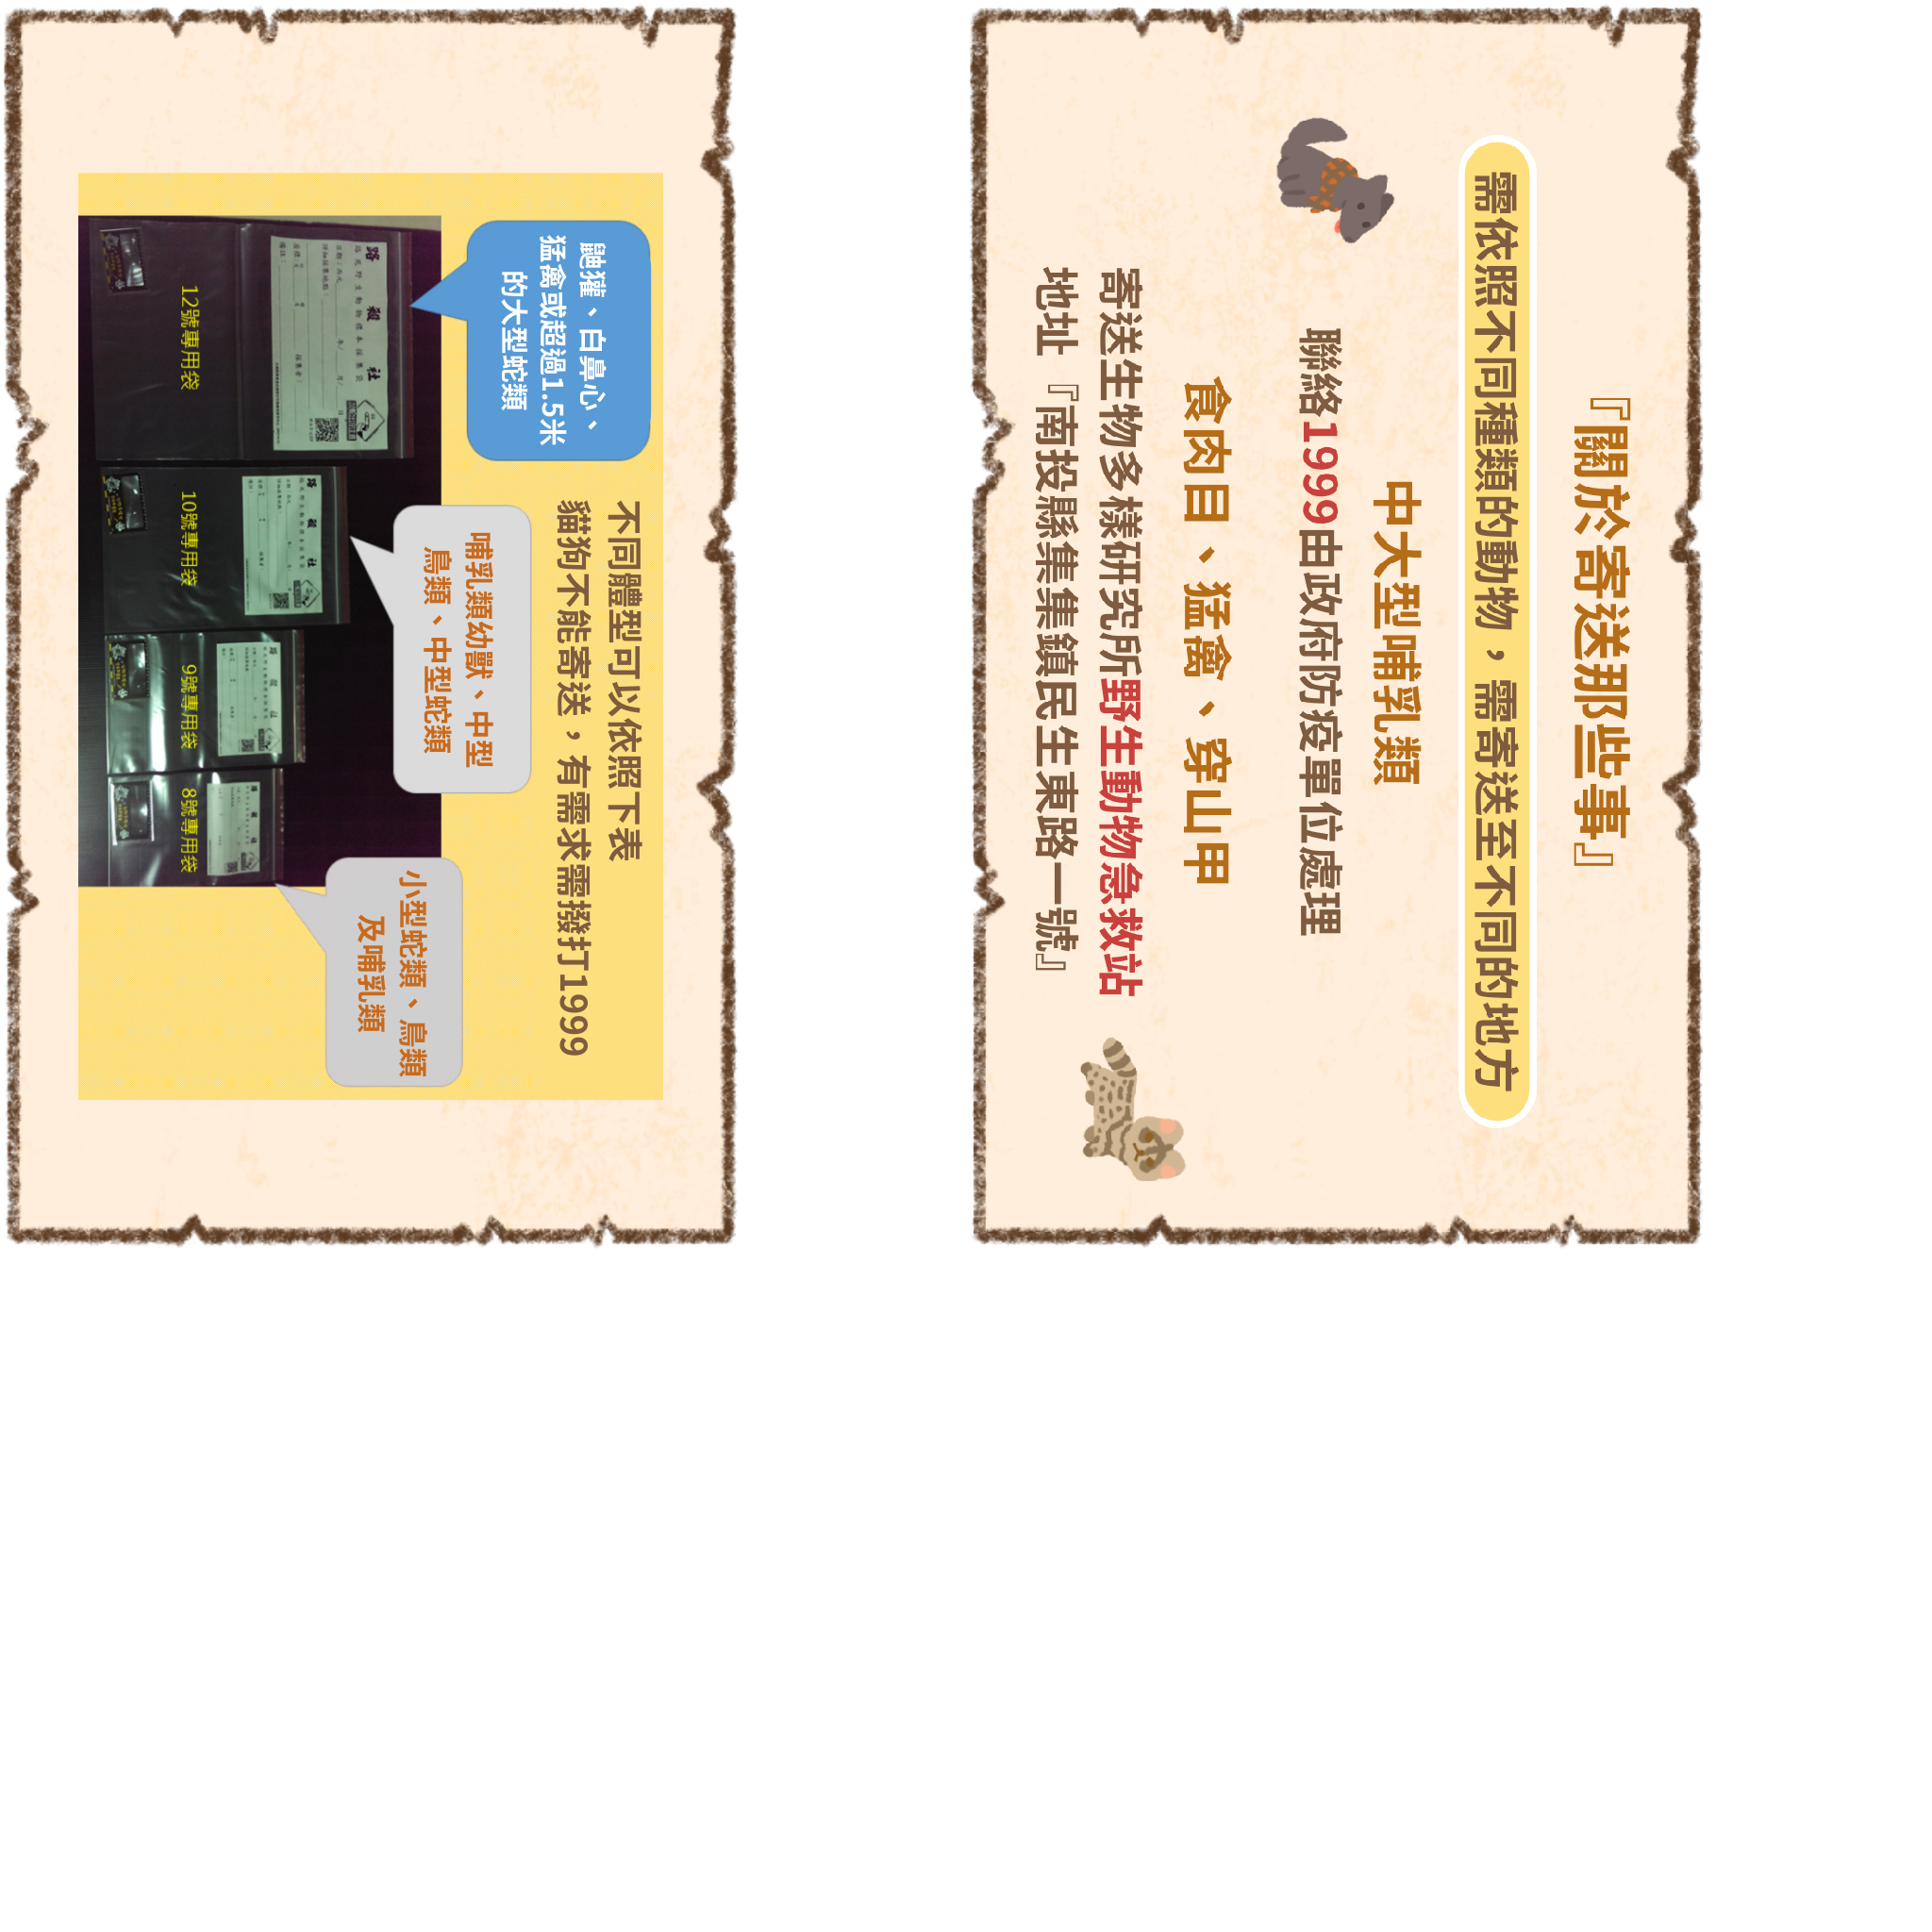 『關於寄送那些事』
需依照不同種類的動物，需寄送至不同的地方
中大型哺乳類
聯絡1999由政府防疫單位處理
食肉目、猛禽、穿山甲
寄送生物多樣研究所野生動物急救站
地址『南投縣集集鎮民生東路一號』
不同體型可以依照下表
貓狗不能寄送，有需求需撥打1999
鼬獾、白鼻心、
猛禽或超過1.5米
的大型蛇類
哺乳類幼獸、中型
鳥類、中型蛇類
小型蛇類、鳥類
及哺乳類
路殺社
12號專用袋
路殺社
10號專用袋
9號專用袋
8號專用袋